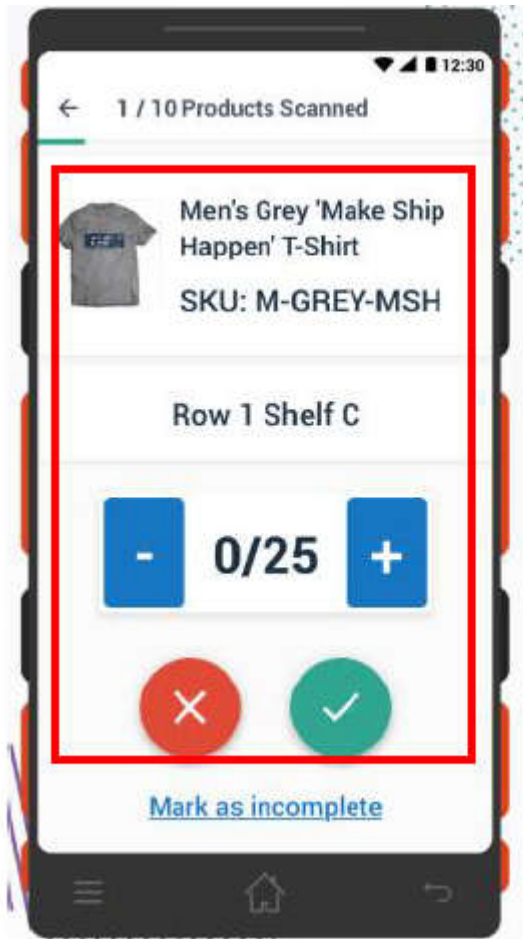 12:30
1 / 10 Products Scanned
Men's Grey 'Make Ship
Happen' T-Shirt
SKU: M-GREY-MSH
Row 1 Shelf C
- 0/25 +
Mark as incomplete